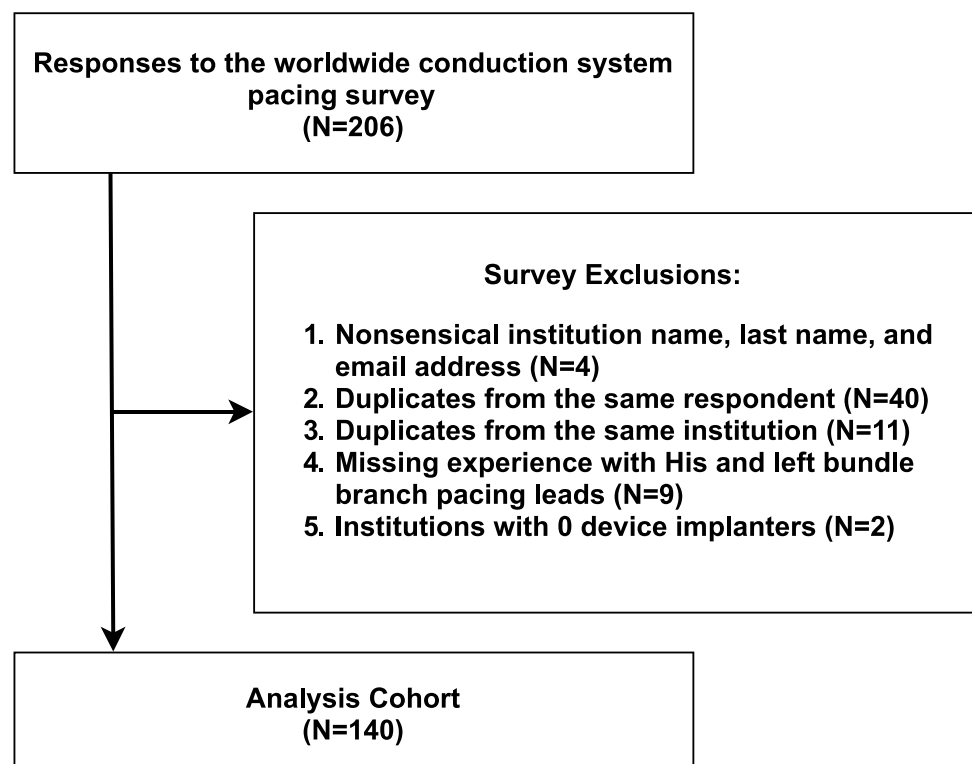 Responses to the worldwide conduction system
pacing survey
(N=206)
Survey Exclusions:
1. Nonsensical institution name, last name, and
email address (N=4)
2. Duplicates from the same respondent (N=40)
3. Duplicates from the same institution (N=11)
4. Missing experience with His and left bundle
branch pacing leads (N=9)
5. Institutions with 0 device implanters (N=2)
Analysis Cohort
(N=140)